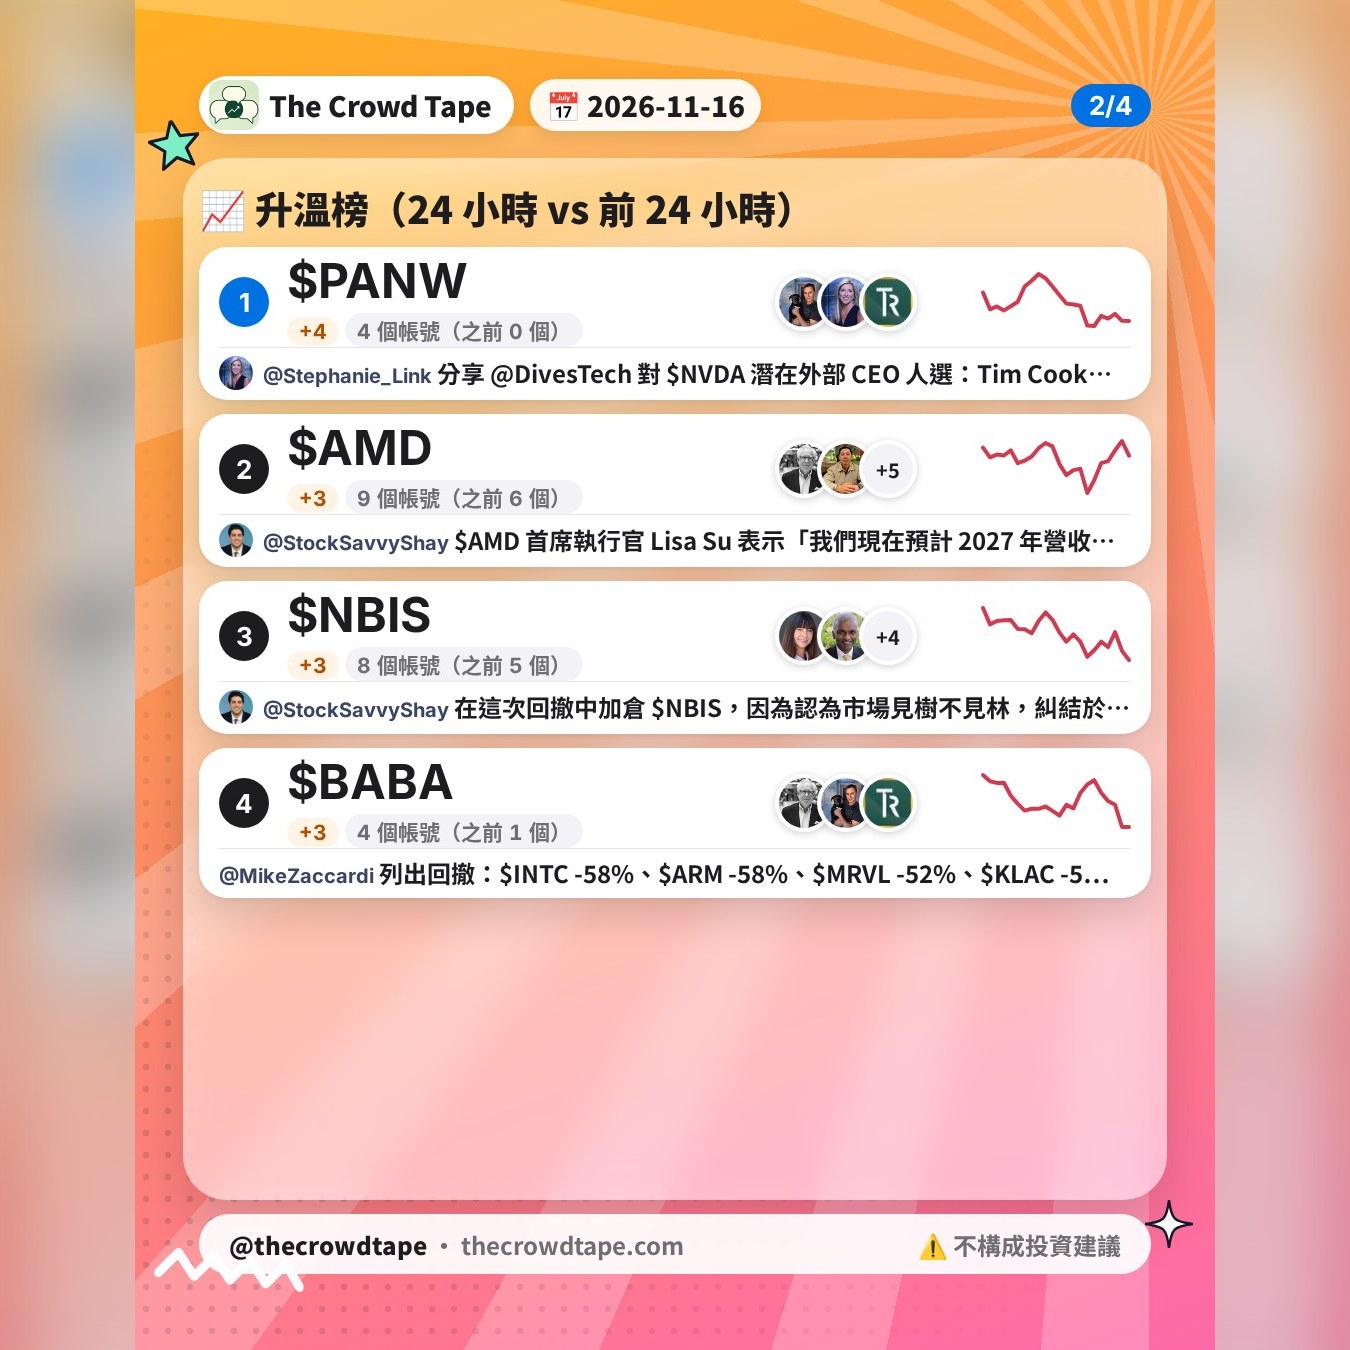 The Crowd Tape
July 17
2026-11-16
2/4
升溫榜（24 小時 vs 前 24 小時）
1
$PANW
+4
4 個帳號（之前 0 個）
TR
@Stephanie_Link 分享 @DivesTech 對 $NVDA 潛在外部 CEO 人選：Tim Cook⋯
2
$AMD
+3
9 個帳號（之前 6 個）
+5
@StockSavvyShay $AMD 首席執行官 Lisa Su 表示「我們現在預計 2027 年營收⋯
3
$NBIS
+3
8 個帳號（之前 5 個）
+4
@StockSavvyShay 在這次回撤中加倉 $NBIS，因為認為市場見樹不見林，糾結於⋯
4
$BABA
+3
4 個帳號（之前 1 個）
TR
@MikeZaccardi 列出回撤：$INTC -58%、$ARM -58%、$MRVL -52%、$KLAC -5...
@thecrowdtape • thecrowdtape.com
不構成投資建議